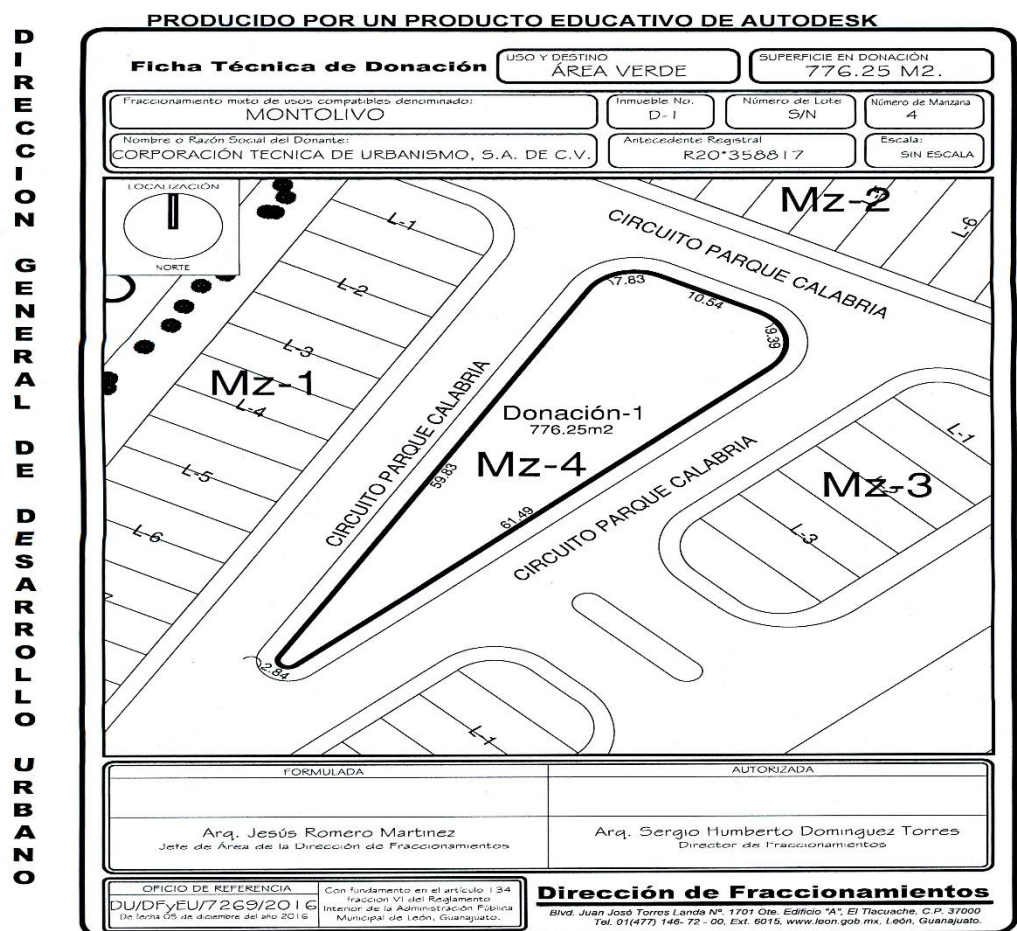 PRODUCIDO POR UN PRODUCTO EDUCATIVO DE AUTODESK
DIRECCION GENERAL DE DESARROLLO URBANO
Ficha Técnica de Donación
USO Y DESTINO
ÁREA VERDE
SUPERFICIE EN DONACIÓN
776.25 M2.
Fraccionamiento mixto de usos compatibles denominado:
MONTOLIVO
Inmueble No.
D-1
Número de Lote
S/N
Número de Manzana
4
Nombre o Razón Social del Donante:
CORPORACIÓN TECNICA DE URBANISMO, S.A. DE C.V.
Antecedente Registral
R20*358817
Escala:
SIN ESCALA
LOCALIZACIÓN
NORTE
Mz-2
L-6
CIRCUITO PARQUE CALABRIA
L-1
L-2
L-3
Mz-1
L-4
L-5
L-6
CIRCUITO PARQUE CALABRIA
7.83
10.54
19.39
Donación-1
776.25m2
Mz-4
59.83
61.49
2.84
CIRCUITO PARQUE CALABRIA
L-1
Mz-3
L-3
L-1
FORMULADA
AUTORIZADA
Arq. Jesús Romero Martinez
Jefe de Área de la Dirección de Fraccionamientos
Arq. Sergio Humberto Dominguez Torres
Director de Fraccionamientos
OFICIO DE REFERENCIA
DU/DFyEU/7269/2016
De fecha 05 de diciembre del año 2016
Con fundamento en el artículo 134
fracción VI del Reglamento
Interior de la Administración Pública
Municipal de León, Guanajuato.
Dirección de Fraccionamientos
Blvd. Juan José Torres Landa Nº. 1701 Ote. Edificio "A", El Tlacuache, C.P. 37000
Tel. 01(477) 146- 72 - 00, Ext. 6015, www.leon.gob.mx, León, Guanajuato.